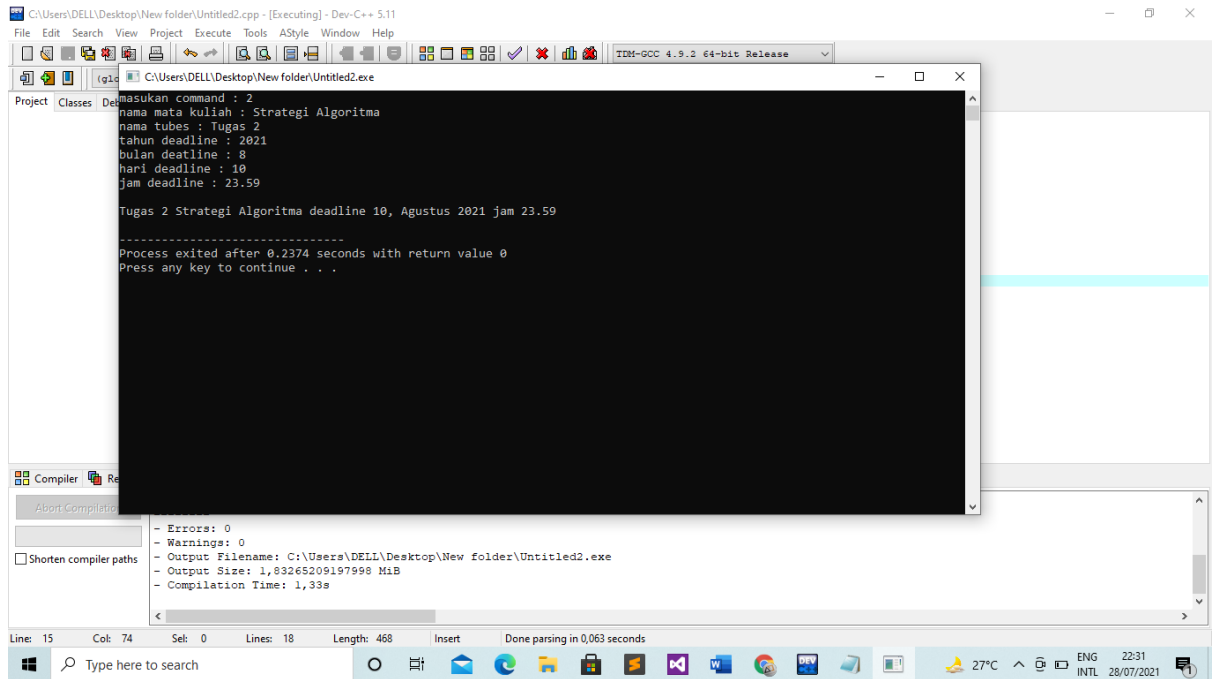 C:\Users\DELL\Desktop\New folder\Untitled2.cpp - [Executing] - Dev-C++ 5.11
File Edit Search View Project Execute Tools AStyle Window Help
TDM-GCC 4.9.2 64-bit Release
C:\Users\DELL\Desktop\New folder\Untitled2.exe
Project Classes
masukan command : 2
nama mata kuliah : Strategi Algoritma
nama tubes : Tugas 2
tahun deadline : 2021
bulan deatline : 8
hari deadline : 10
jam deadline : 23.59
Tugas 2 Strategi Algoritma deadline 10, Agustus 2021 jam 23.59
--------------------------------
Process exited after 0.2374 seconds with return value 0
Press any key to continue . . .
Compiler Re
Abort Compilatio
Shorten compiler paths
- Errors: 0
- Warnings: 0
- Output Filename: C:\Users\DELL\Desktop\New folder\Untitled2.exe
- Output Size: 1,83265209197998 MiB
- Compilation Time: 1,33s
Line: 15 Col: 74 Sel: 0 Lines: 18 Length: 468 Insert Done parsing in 0,063 seconds
Type here to search
DEV
27°C ENG INTL 22:31 28/07/2021 1